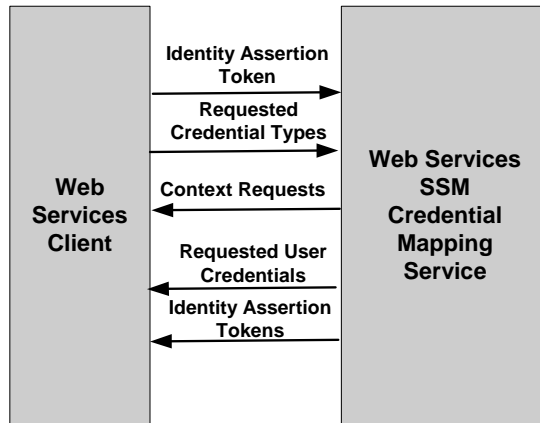 Identity Assertion
Token
Requested
Credential Types
Context Requests
Requested User
Credentials
Identity Assertion
Tokens
Web
Services
Client
Web Services
SSM
Credential
Mapping
Service